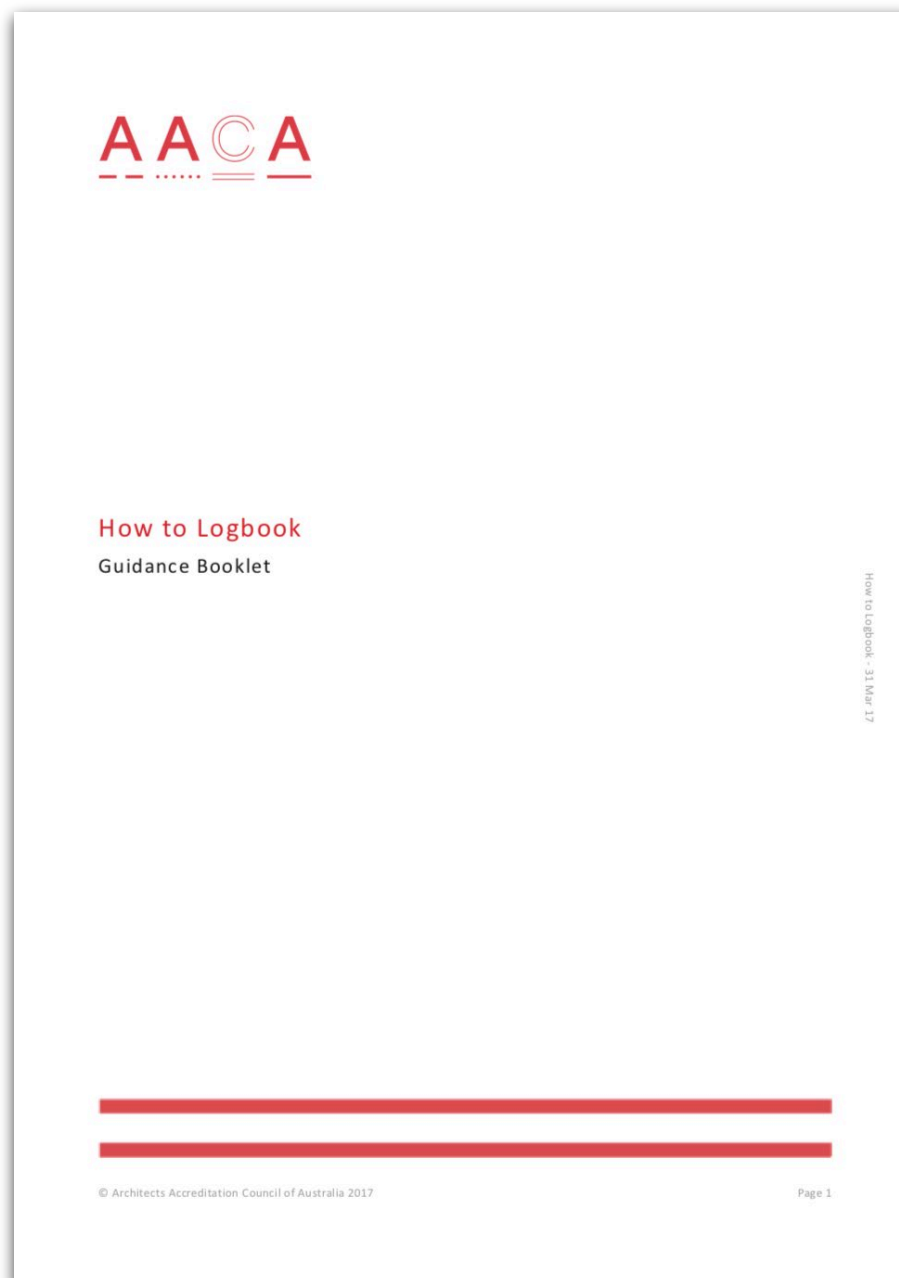 AACA
How to Logbook
Guidance Booklet
How to Logbook - 31 Mar 17
© Architects Accreditation Council of Australia 2017
Page 1